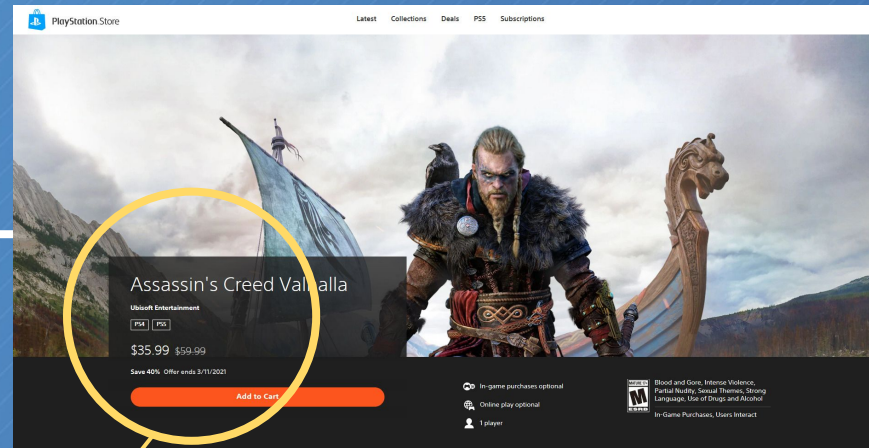 PlayStation Store
Latest Collections Deals PS5 Subscriptions
Assassin's Creed Valhalla
Ubisoft Entertainment
PS4 PS5
$35.99 $59.99
Save 40% Offer ends 3/11/2021
Add to Cart
In-game purchases optional
Online play optional
1 player
MATURE 17+
M
ESRB
Blood and Gore, Intense Violence,
Partial Nudity, Sexual Themes, Strong
Language, Use of Drugs and Alcohol
In-Game Purchases, Users Interact